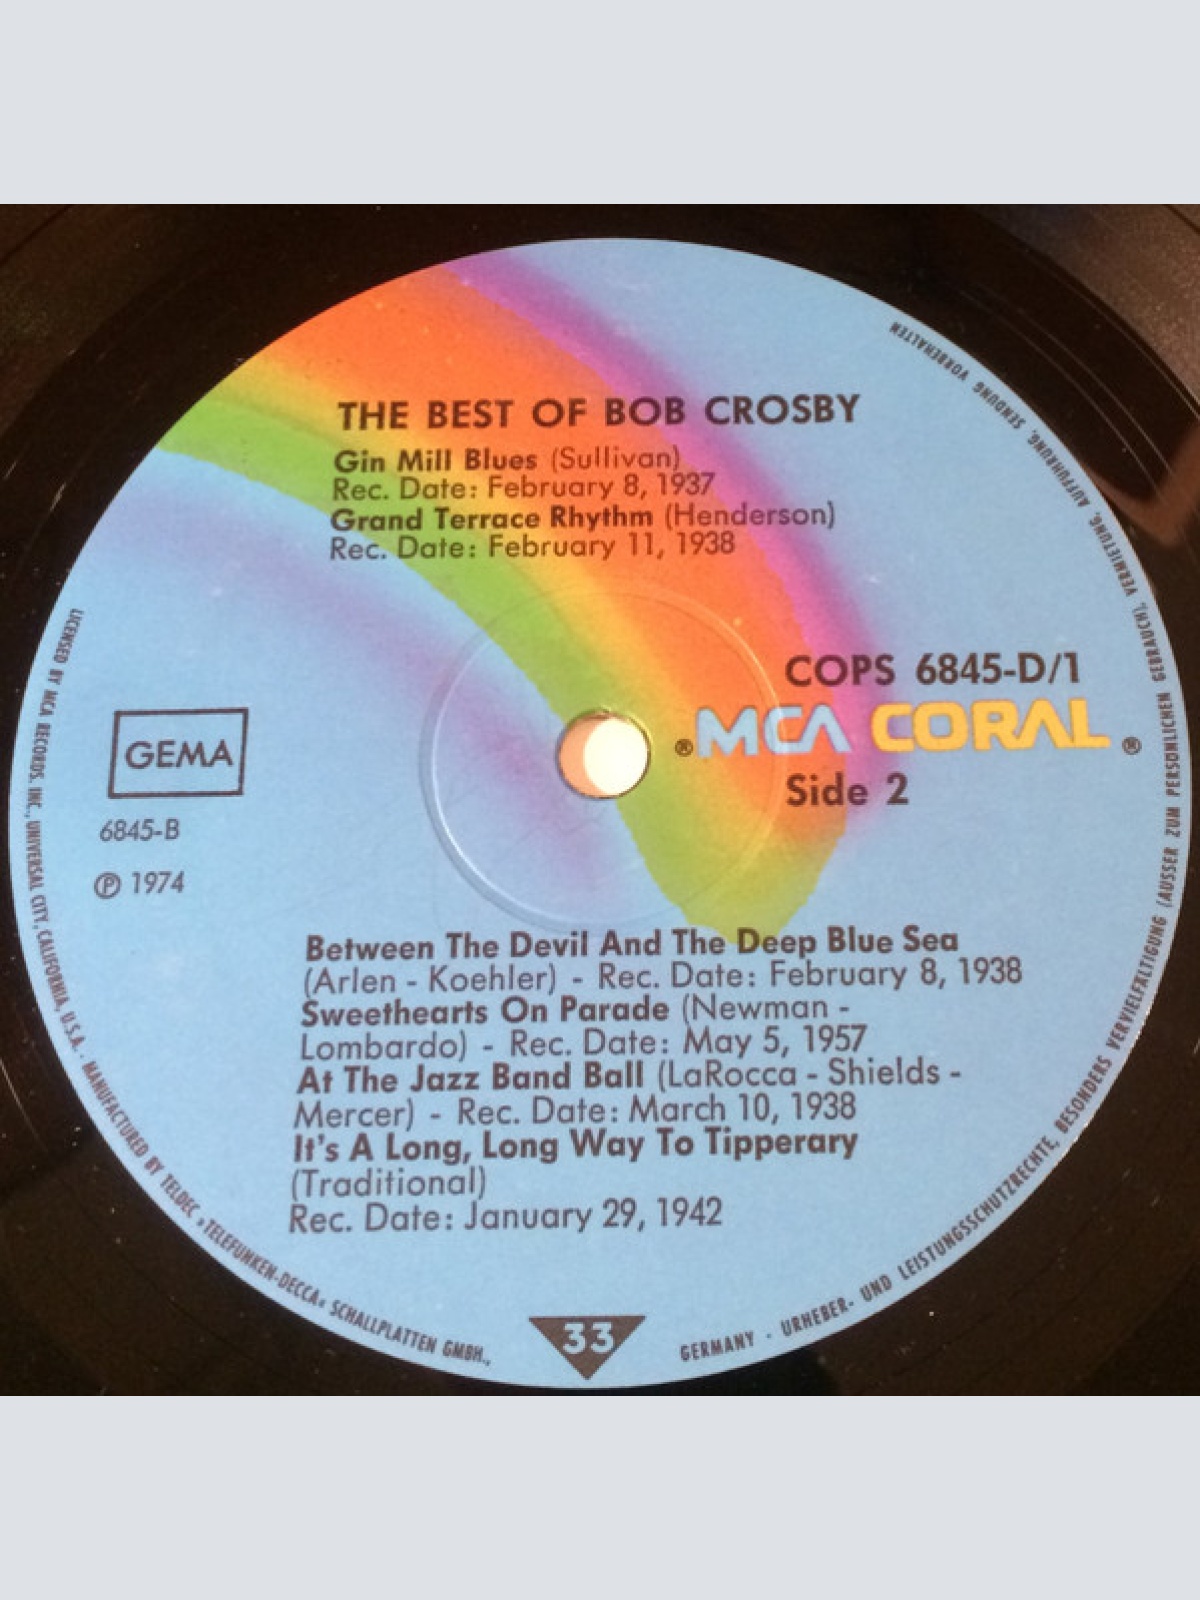 THE BEST OF BOB CROSBY
Gin Mill Blues (Sullivan)
Rec. Date: February 8, 1937
Grand Terrace Rhythm (Henderson)
Rec. Date: February 11, 1938
COPS 6845-D/1
® MCA CORAL ®
Side 2
GEMA
6845-B
℗ 1974
Between The Devil And The Deep Blue Sea
(Arlen - Koehler) - Rec. Date: February 8, 1938
Sweethearts On Parade (Newman -
Lombardo) - Rec. Date: May 5, 1957
At The Jazz Band Ball (LaRocca - Shields -
Mercer) - Rec. Date: March 10, 1938
It's A Long, Long Way To Tipperary
(Traditional)
Rec. Date: January 29, 1942
33
LICENSED BY MCA RECORDS, INC., UNIVERSAL CITY, CALIFORNIA, U.S.A. · MANUFACTURED BY TELDEC »TELEFUNKEN-DECCA« SCHALLPLATTEN GMBH., GERMANY · URHEBER- UND LEISTUNGSSCHUTZRECHTE, BESONDERS VERVIELFÄLTIGUNG (AUSSER ZUM PERSÖNLICHEN GEBRAUCH), VERMIETUNG, AUFFÜHRUNG, SENDUNG VORBEHALTEN